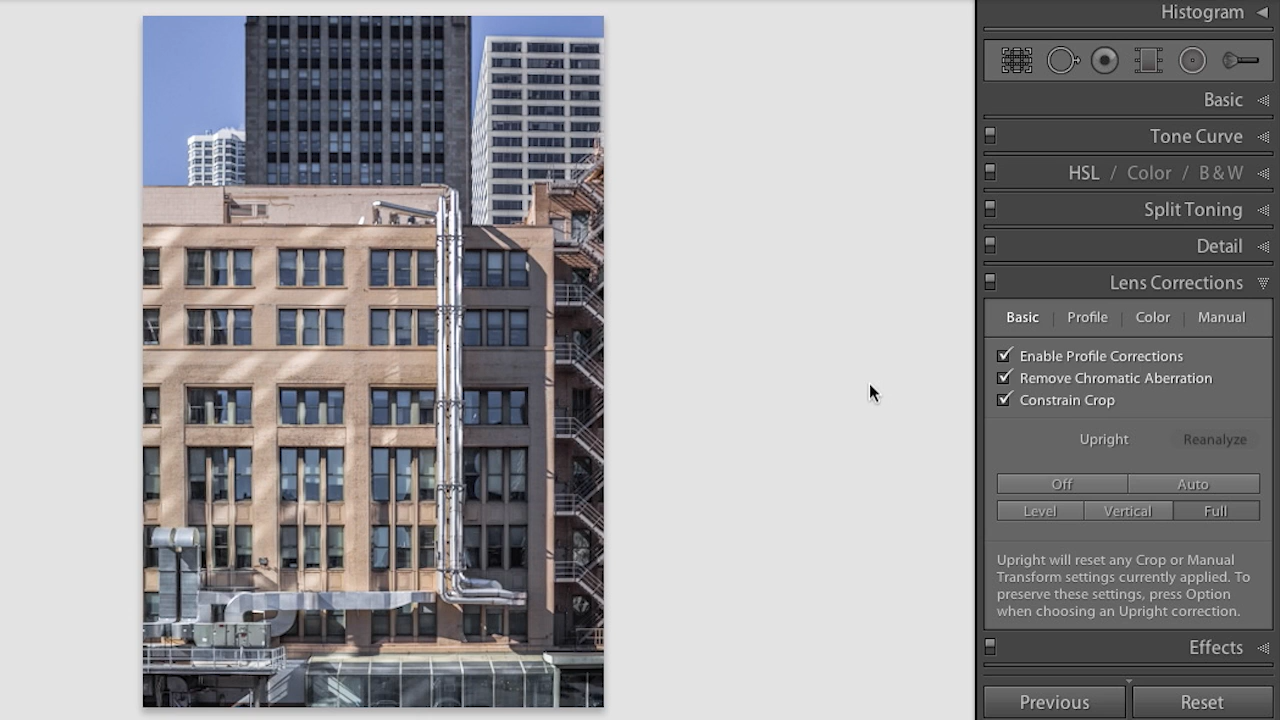 Histogram
Basic
Tone Curve
HSL / Color / B & W
Split Toning
Detail
Lens Corrections
Basic | Profile | Color | Manual
Enable Profile Corrections
Remove Chromatic Aberration
Constrain Crop
Upright Reanalyze
Off Auto
Level Vertical Full
Upright will reset any Crop or Manual
Transform settings currently applied. To
preserve these settings, press Option
when choosing an Upright correction.
Effects
Previous Reset